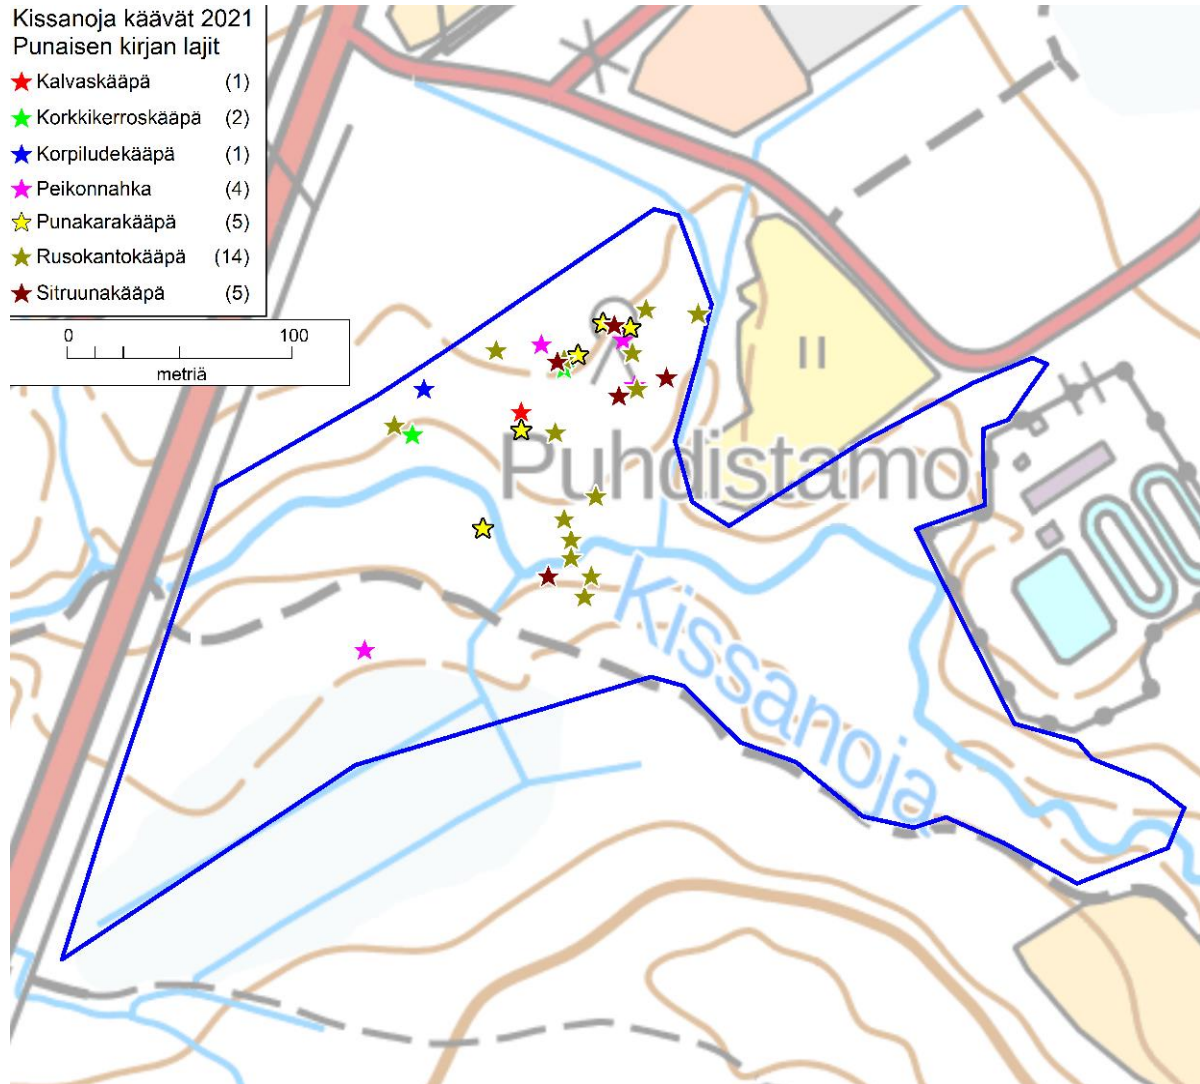 Kissanoja käävät 2021
Punaisen kirjan lajit
Kalvaskääpä (1)
Korkkikerroskääpä (2)
Korpiludekääpä (1)
Peikonnahka (4)
Punakarakääpä (5)
Rusokantokääpä (14)
Sitruunakääpä (5)
0 100
metriä
Puhdistamo
Kissanoja